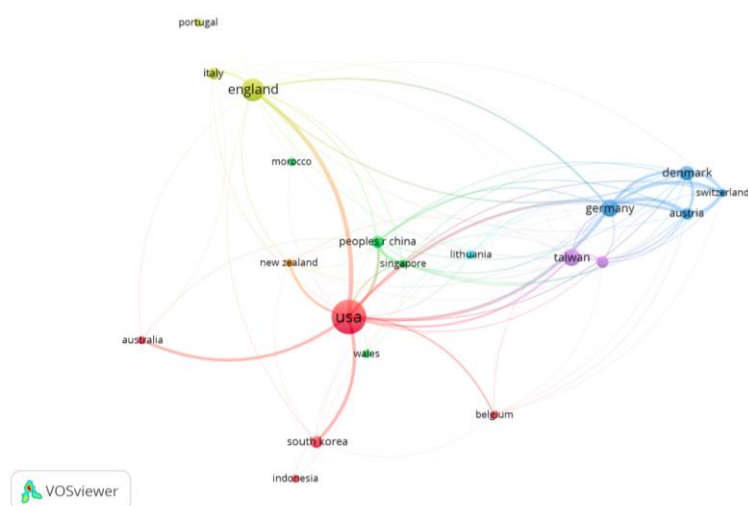 portugal
italy
england
morocco
denmark
switzerland
germany
austria
peoples r china
lithuania
new zealand
singapore
taiwan
usa
australia
wales
belgium
south korea
indonesia
VOSviewer